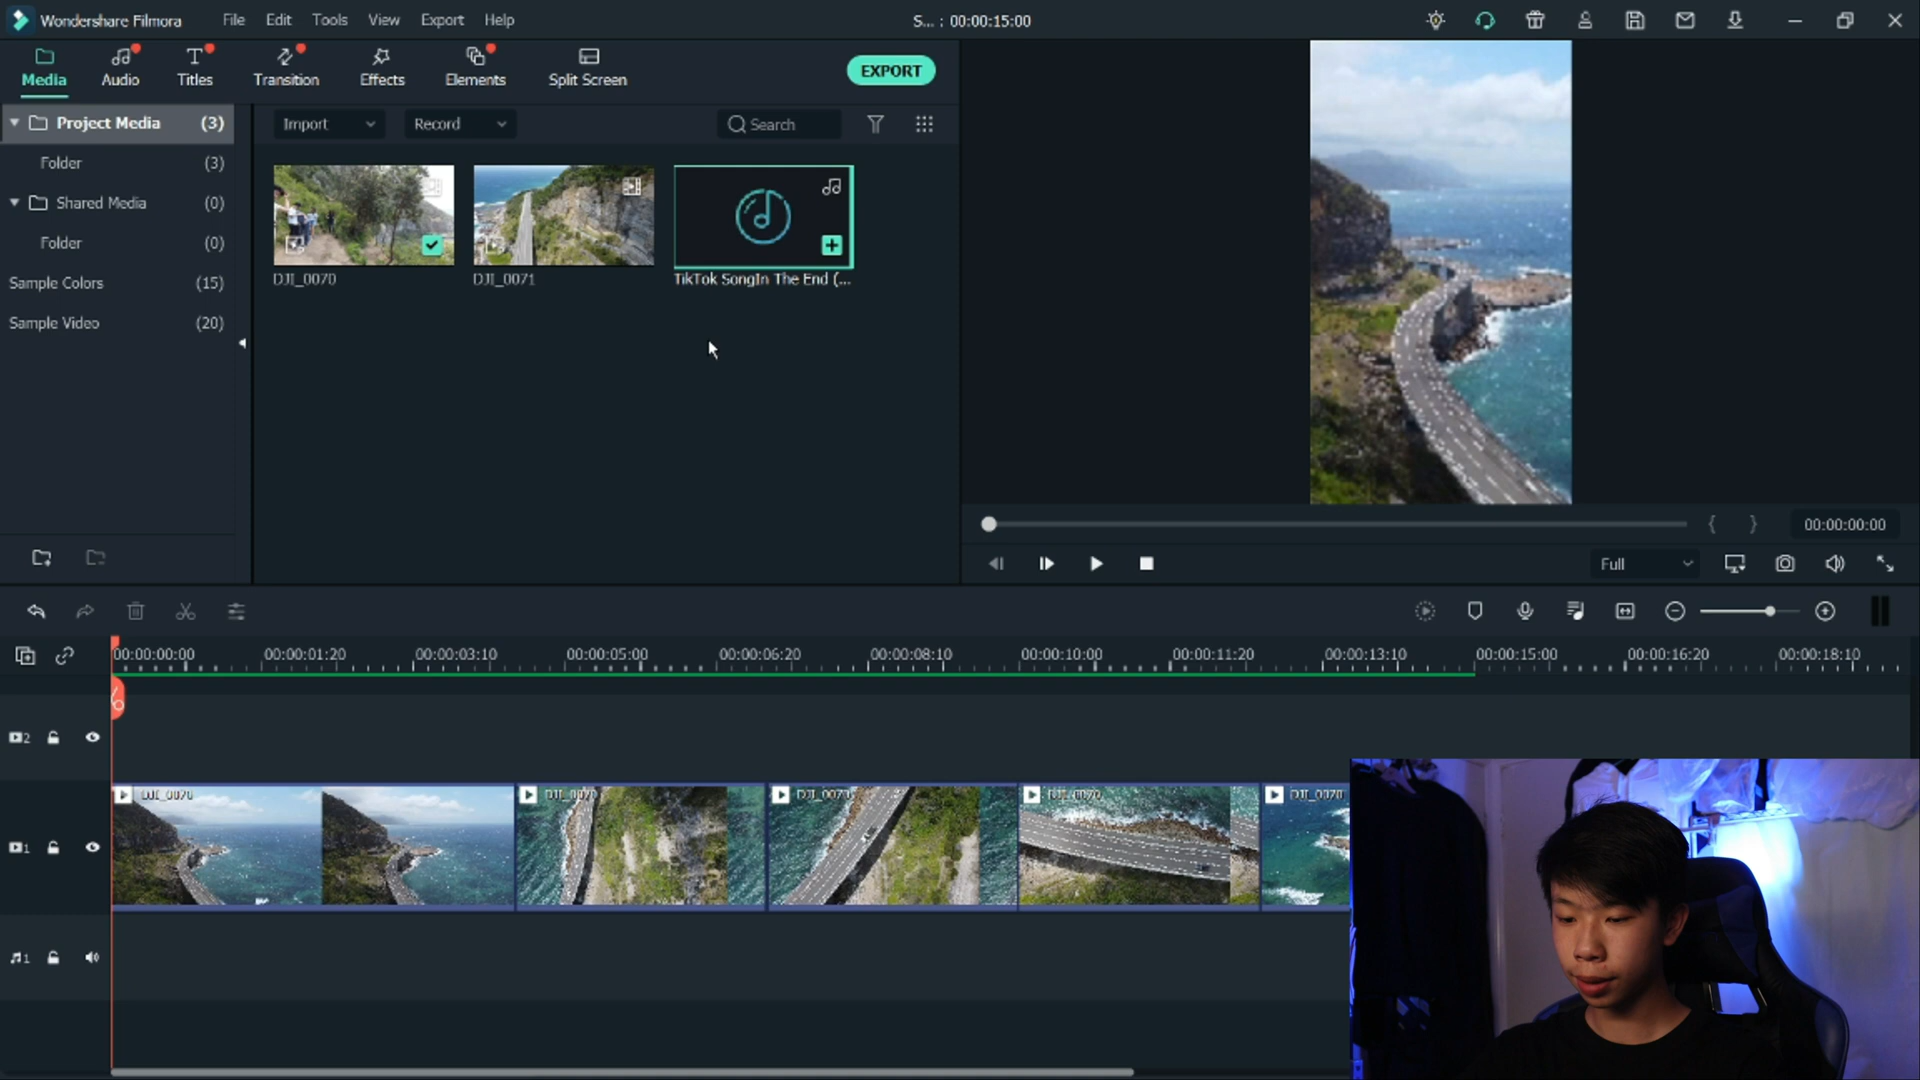 Wondershare Filmora File Edit Tools View Export Help S... : 00:00:15:00
Media Audio Titles Transition Effects Elements Split Screen EXPORT
Project Media (3)
Folder (3)
Shared Media (0)
Folder (0)
Sample Colors (15)
Sample Video (20)
Import Record Search
DJI_0070 DJI_0071 TikTok SongIn The End (...
{ } 00:00:00:00
Full
00:00:00:00 00:00:01:20 00:00:03:10 00:00:05:00 00:00:06:20 00:00:08:10 00:00:10:00 00:00:11:20 00:00:13:10 00:00:15:00 00:00:16:20 00:00:18:10
2
1 DJI_0070 DJI_0070 DJI_0070 DJI_0070 DJI_0070
1